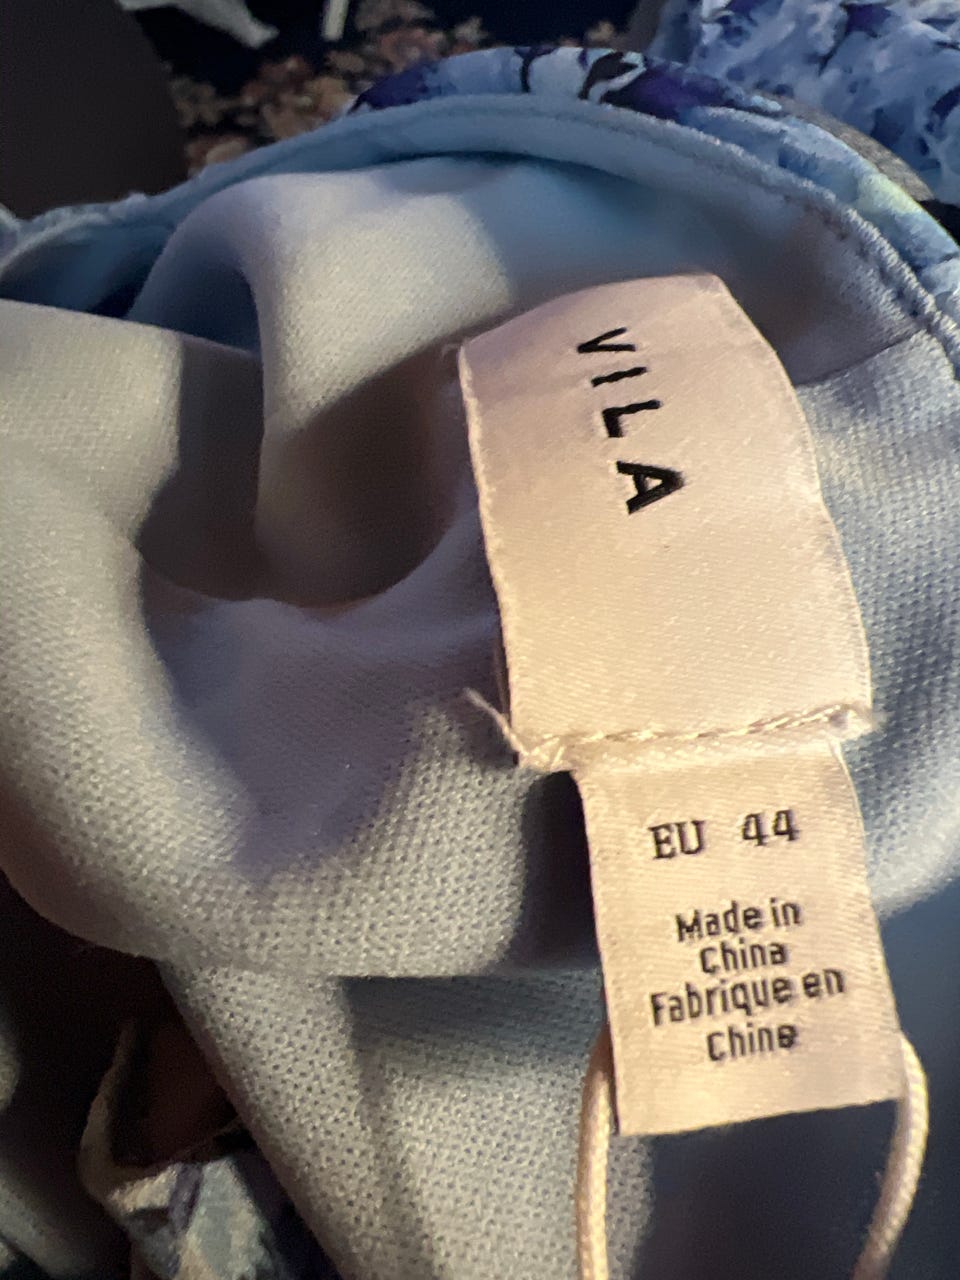 VILA
EU 44
Made in
China
Fabrique en
Chine